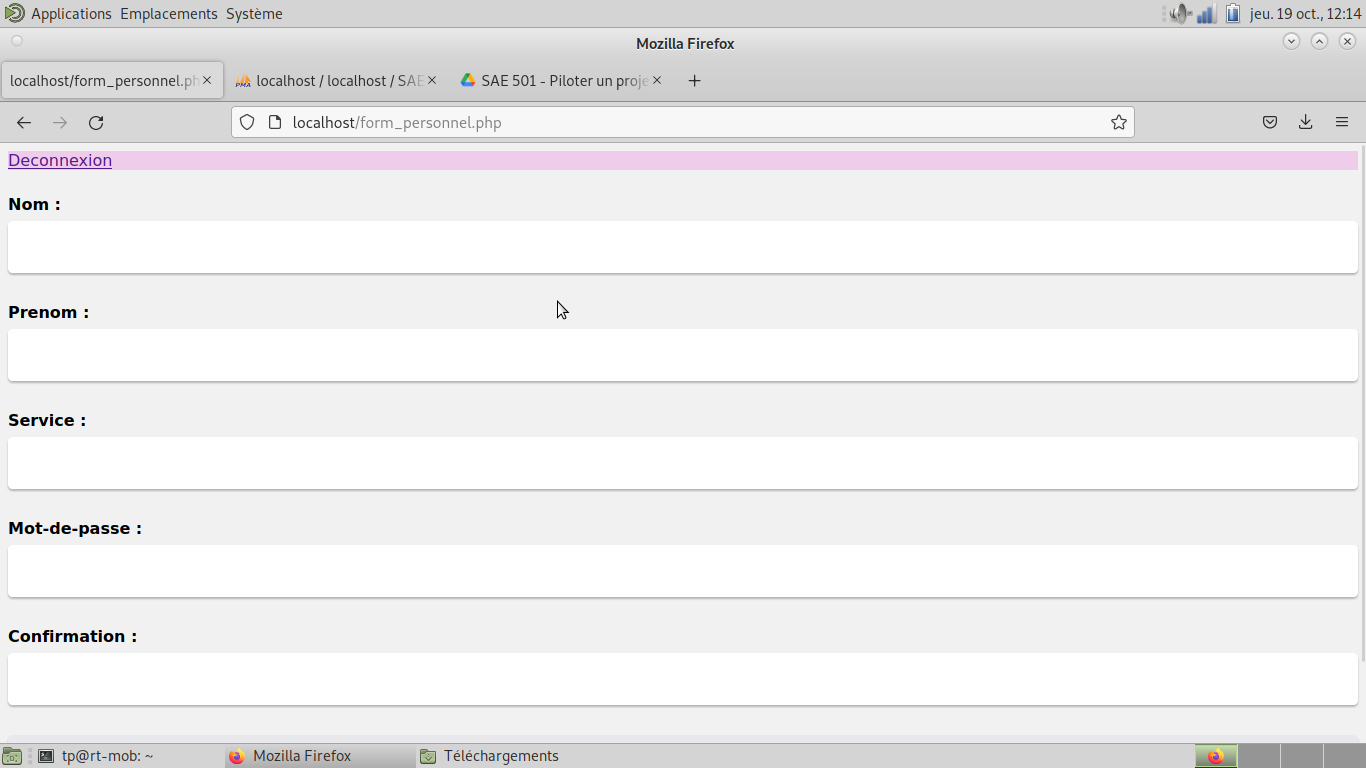 Applications Emplacements Système jeu. 19 oct., 12:14
Mozilla Firefox
localhost/form_personnel.ph localhost / localhost / SAE SAE 501 - Piloter un proje
localhost/form_personnel.php
Deconnexion
Nom :
Prenom :
Service :
Mot-de-passe :
Confirmation :
tp@rt-mob: ~ Mozilla Firefox Téléchargements